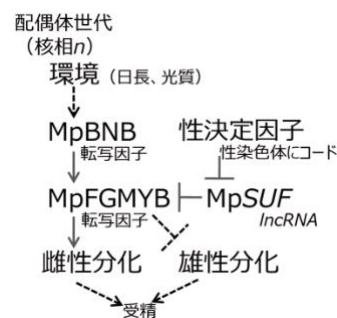 配偶体世代
（核相n）
環境（日長、光質）
MpBNB 性決定因子
転写因子 性染色体にコード
MpFGMYB MpSUF
転写因子 lncRNA
雌性分化 雄性分化
受精